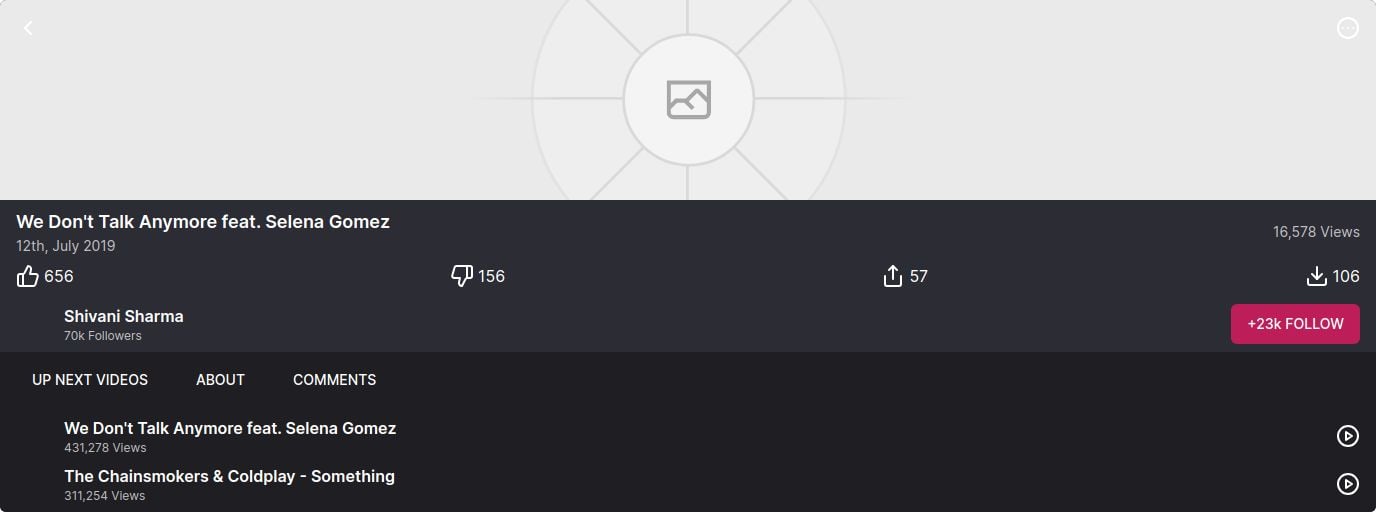 We Don't Talk Anymore feat. Selena Gomez
12th, July 2019
16,578 Views
656
156
57
106
Shivani Sharma
70k Followers
+23k FOLLOW
UP NEXT VIDEOS
ABOUT
COMMENTS
We Don't Talk Anymore feat. Selena Gomez
431,278 Views
The Chainsmokers & Coldplay - Something
311,254 Views